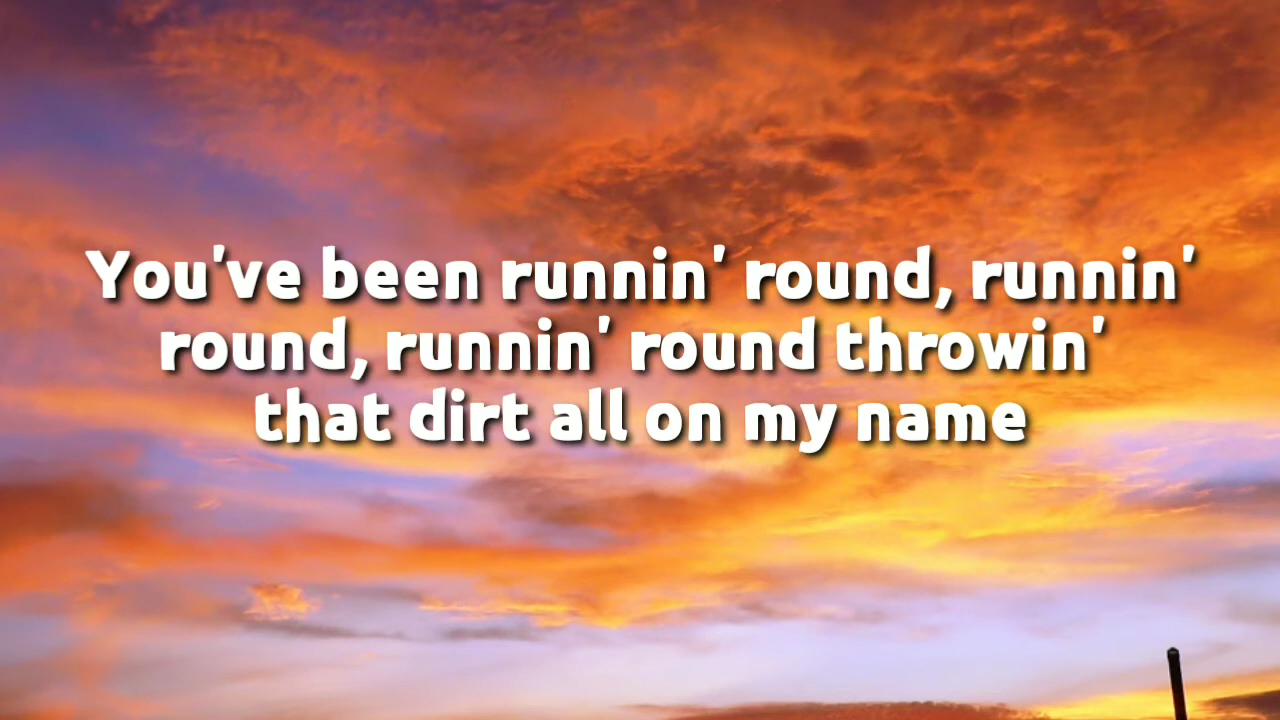 You've been runnin' round, runnin'
round, runnin' round throwin'
that dirt all on my name